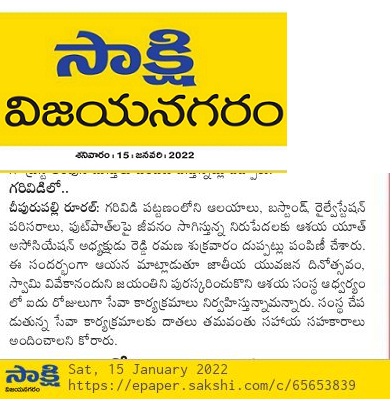 సాక్షి
విజయనగరం
శనివారం 15 జనవరి 2022
గరివిడిలో..
చీపురుపల్లి రూరల్: గరివిడి పట్టణంలోని ఆలయాలు, బస్టాండ్, రైల్వేస్టేషన్
పరిసరాలు, ఫుట్‌పాత్‌లపై జీవనం సాగిస్తున్న నిరుపేదలకు ఆశయ యూత్
అసోసియేషన్ అధ్యక్షుడు రెడ్డి రమణ శుక్రవారం దుప్పట్లు పంపిణీ చేశారు.
ఈ సందర్భంగా ఆయన మాట్లాడుతూ జాతీయ యువజన దినోత్సవం,
స్వామి వివేకానందుని జయంతిని పురస్కరించుకొని ఆశయ సంస్థ ఆధ్వర్యం
లో ఐదు రోజులుగా సేవా కార్యక్రమాలు నిర్వహిస్తున్నామన్నారు. సంస్థ చేప
డుతున్న సేవా కార్యక్రమాలకు దాతలు తమవంతు సహాయ సహకారాలు
అందించాలని కోరారు.
సాక్షి
విజయనగరం
Sat, 15 January 2022
https://epaper.sakshi.com/c/65653839